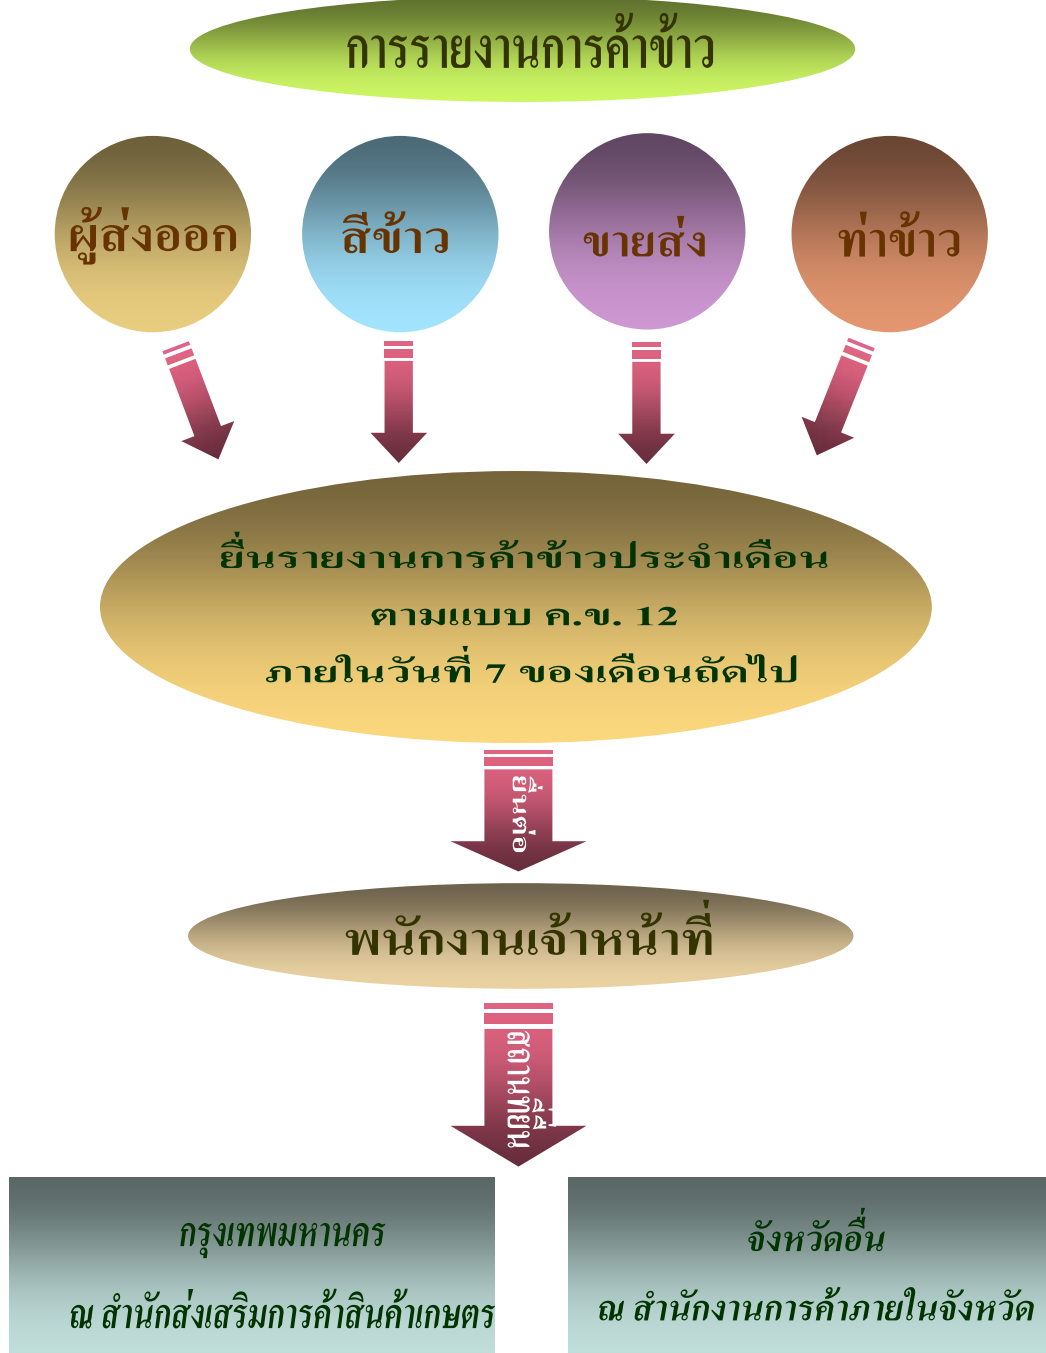 การรายงานการค้าข้าว
ผู้ส่งออก
สีข้าว
ขายส่ง
ท่าข้าว
ยื่นรายงานการค้าข้าวประจำเดือน
ตามแบบ ค.ข. 12
ภายในวันที่ 7 ของเดือนถัดไป
ยื่นต่อ
พนักงานเจ้าหน้าที่
สถานที่ยื่น
กรุงเทพมหานคร
ณ สำนักส่งเสริมการค้าสินค้าเกษตร
จังหวัดอื่น
ณ สำนักงานการค้าภายในจังหวัด